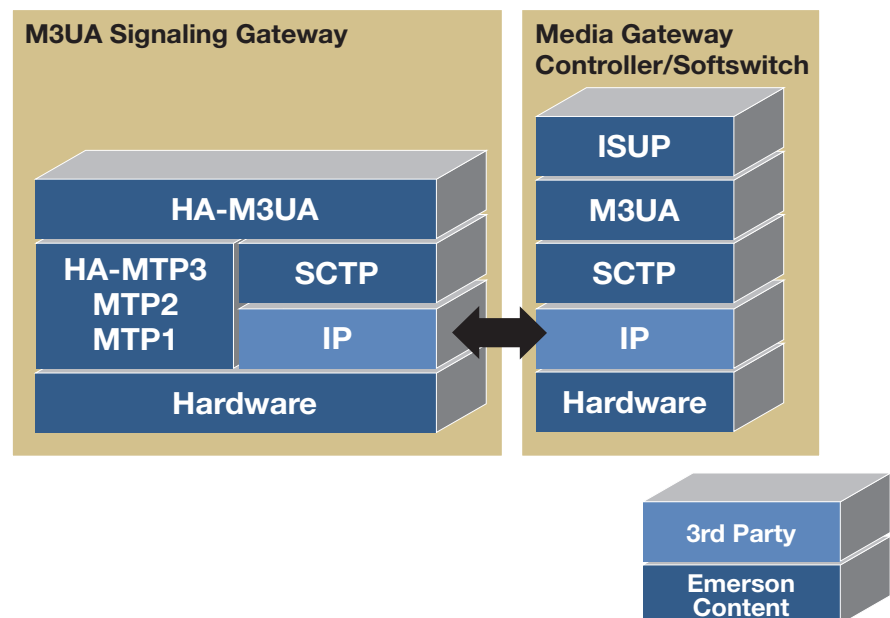 M3UA Signaling Gateway
HA-M3UA
HA-MTP3
MTP2
MTP1
SCTP
IP
Hardware
Media Gateway
Controller/Softswitch
ISUP
M3UA
SCTP
IP
Hardware
3rd Party
Emerson
Content